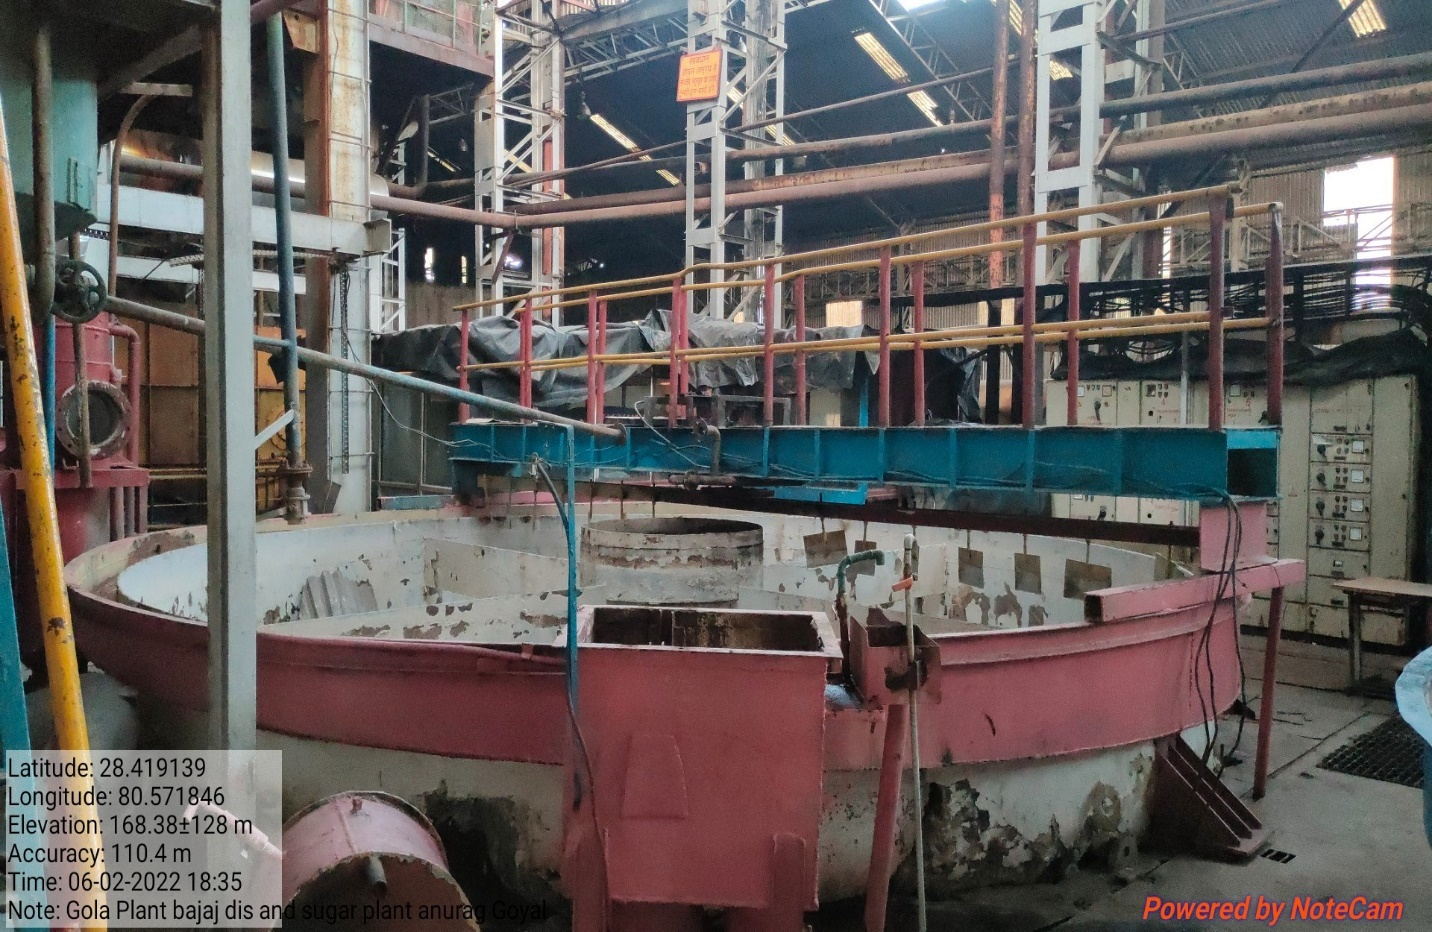 सावधान
Latitude: 28.419139
Longitude: 80.571846
Elevation: 168.38±128 m
Accuracy: 110.4 m
Time: 06-02-2022 18:35
Note: Gola Plant bajaj dis and sugar plant anurag Goyal
Powered by NoteCam